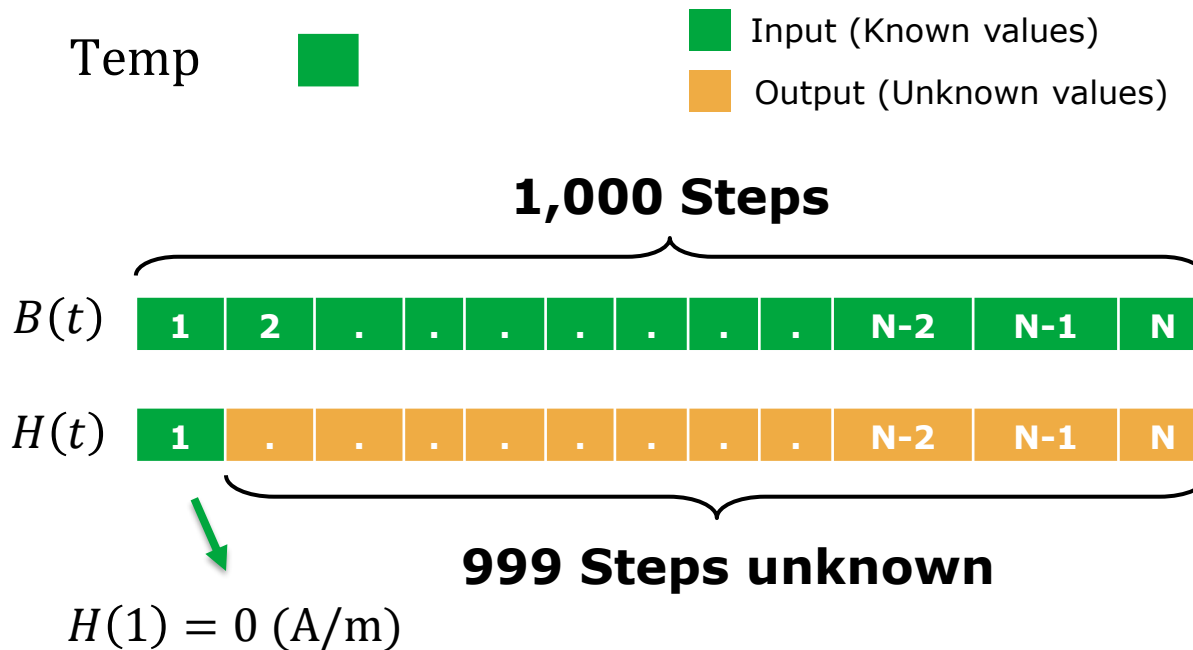 Temp
Input (Known values)
Output (Unknown values)
1,000 Steps
B(t) 1 2 . . . . . . . N-2 N-1 N
H(t) 1 . . . . . . . . N-2 N-1 N
999 Steps unknown
H(1) = 0 (A/m)